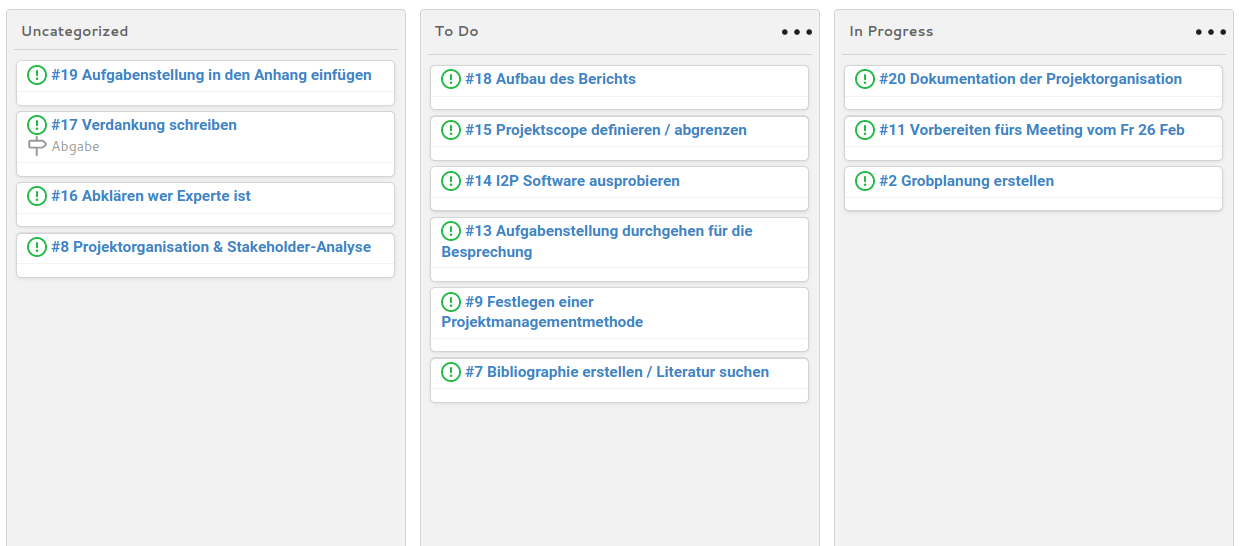 Uncategorized
#19 Aufgabenstellung in den Anhang einfügen
#17 Verdankung schreiben
Abgabe
#16 Abklären wer Experte ist
#8 Projektorganisation & Stakeholder-Analyse
To Do
#18 Aufbau des Berichts
#15 Projektscope definieren / abgrenzen
#14 I2P Software ausprobieren
#13 Aufgabenstellung durchgehen für die
Besprechung
#9 Festlegen einer
Projektmanagementmethode
#7 Bibliographie erstellen / Literatur suchen
In Progress
#20 Dokumentation der Projektorganisation
#11 Vorbereiten fürs Meeting vom Fr 26 Feb
#2 Grobplanung erstellen